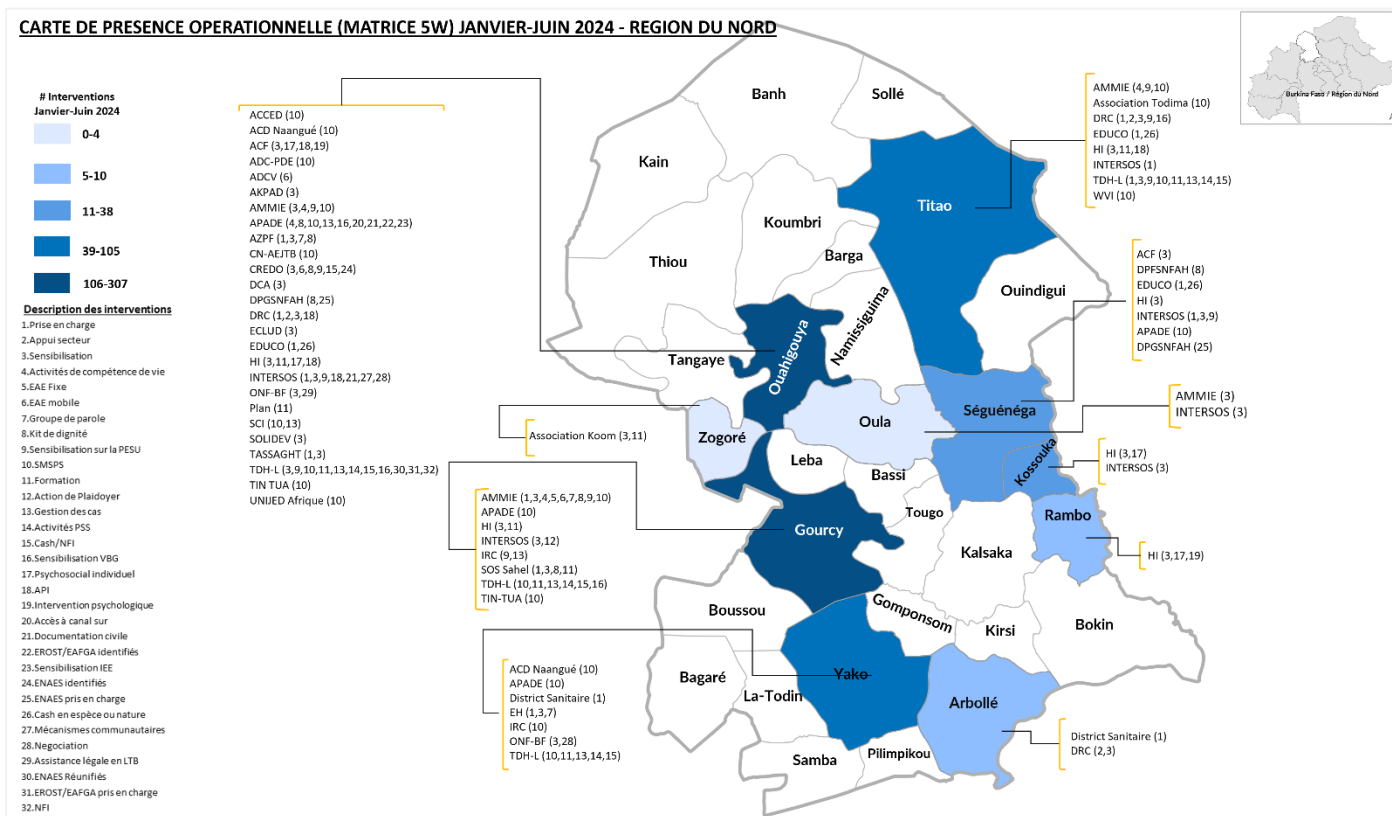 CARTE DE PRESENCE OPERATIONNELLE (MATRICE 5W) JANVIER-JUIN 2024 - REGION DU NORD
# Interventions
Janvier-Juin 2024
0-4
5-10
11-38
39-105
106-307
Description des interventions
1.Prise en charge
2.Appui secteur
3.Sensibilisation
4.Activités de compétence de vie
5.EAE Fixe
6.EAE mobile
7.Groupe de parole
8.Kit de dignité
9.Sensibilisation sur la PESU
10.SMSPS
11.Formation
12.Action de Plaidoyer
13.Gestion des cas
14.Activités PSS
15.Cash/NFI
16.Sensibilisation VBG
17.Psychosocial individuel
18.API
19.Intervention psychologique
20.Accès à canal sur
21.Documentation civile
22.EROST/EAFGA identifiés
23.Sensibilisation IEE
24.ENAES identifiés
25.ENAES pris en charge
26.Cash en espèce ou nature
27.Mécanismes communautaires
28.Negociation
29.Assistance légale en LTB
30.ENAES Réunifiés
31.EROST/EAFGA pris en charge
32.NFI
ACCED (10)
ACD Naangue (10)
ACF (3,17,18,19)
ADC-PDE (10)
ADCV (6)
AKPAD (3)
AMMIE (3,4,9,10)
APADE (4,8,10,13,16,20,21,22,23)
AZPF (1,3,7,8)
CN-AEJTB (10)
CREDO (3,6,8,9,15,24)
DCA (3)
DPGSNFAH (8,25)
DRC (1,2,3,18)
ECLUD (3)
EDUCO (1,26)
HI (3,11,17,18)
INTERSOS (1,3,9,18,21,27,28)
ONF-BF (3,29)
Plan (11)
SCI (10,13)
SOLIDEV (3)
TASSAGHT (1,3)
TDH-L (3,9,10,11,13,14,15,16,30,31,32)
TIN TUA (10)
UNIJED Afrique (10)
Association Koom (3,11)
AMMIE (1,3,4,5,6,7,8,9,10)
APADE (10)
HI (3,11)
INTERSOS (3,12)
IRC (9,13)
SOS Sahel (1,3,8,11)
TDH-L (10,11,13,14,15,16)
TIN-TUA (10)
ACD Naangué (10)
APADE (10)
District Sanitaire (1)
EH (1,3,7)
IRC (10)
ONF-BF (3,28)
TDH-L (10,11,13,14,15)
Banh
Sollé
Kain
Titao
Koumbri
Barga
Thiou
Ouindigui
Namissiguima
Ouahigouya
Tangaye
Séguénéga
Zogoré
Oula
Leba
Bassi
Kossouka
Tougo
Rambo
Gourcy
Kalsaka
Boussou
Gomponsom
Kirsi
Bokin
Bagaré
La-Todin
Yako
Arbollé
Samba
Pilimpikou
AMMIE (4,9,10)
Association Todima (10)
DRC (1,2,3,9,16)
EDUCO (1,26)
HI (3,11,18)
INTERSOS (1)
TDH-L (1,3,9,10,11,13,14,15)
WVI (10)
ACF (3)
DPFSNFAH (8)
EDUCO (1,26)
HI (3)
INTERSOS (1,3,9)
APADE (10)
DPGSNFAH (25)
AMMIE (3)
INTERSOS (3)
HI (3,17)
INTERSOS (3)
HI (3,17,19)
District Sanitaire (1)
DRC (2,3)
Burkina Faso / Région du Nord
A